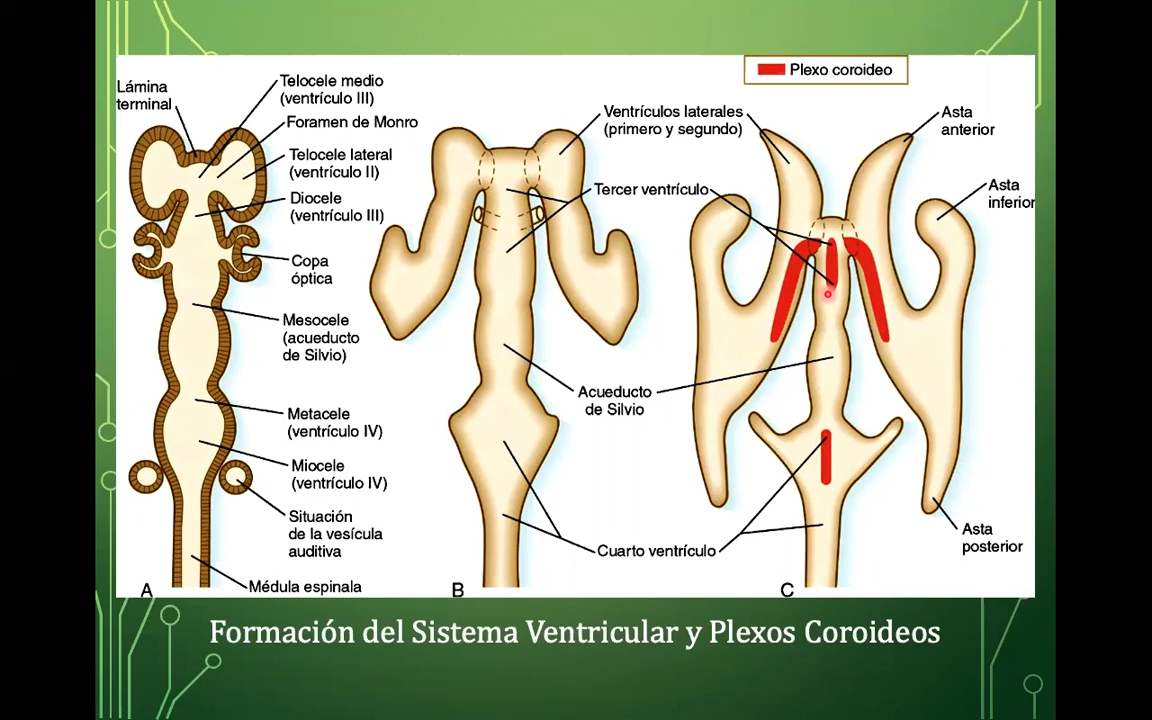 Plexo coroideo
Lámina
terminal
Telocele medio
(ventrículo III)
Foramen de Monro
Telocele lateral
(ventrículo II)
Diocele
(ventrículo III)
Copa
óptica
Mesocele
(acueducto
de Silvio)
Metacele
(ventrículo IV)
Miocele
(ventrículo IV)
Situación
de la vesícula
auditiva
Médula espinala
A
Ventrículos laterales
(primero y segundo)
Tercer ventrículo
Acueducto
de Silvio
Cuarto ventrículo
B
Asta
anterior
Asta
inferior
Asta
posterior
C
Formación del Sistema Ventricular y Plexos Coroideos